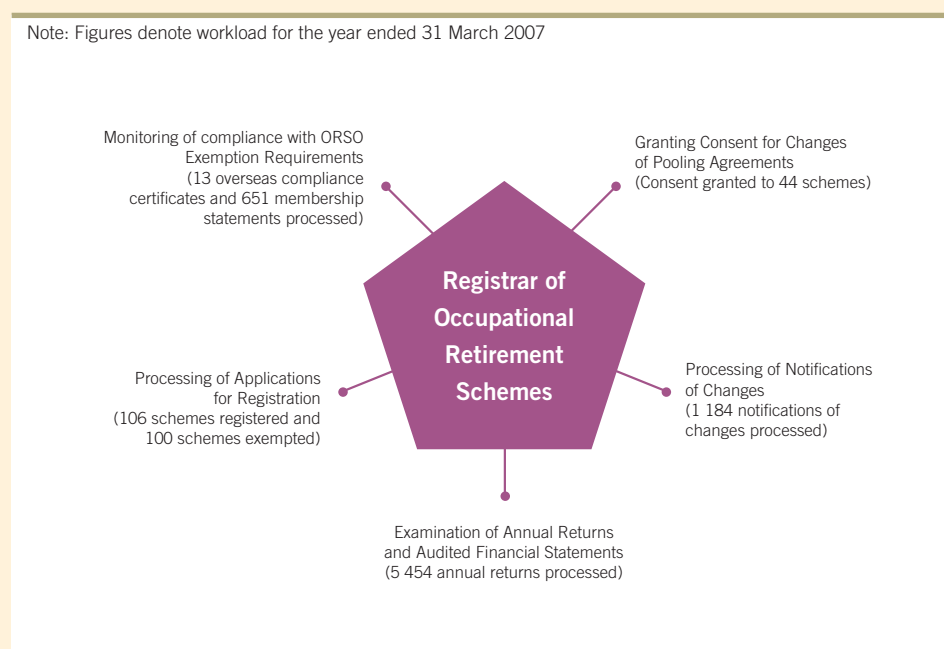 Note: Figures denote workload for the year ended 31 March 2007
Monitoring of compliance with ORSO
Exemption Requirements
(13 overseas compliance
certificates and 651 membership
statements processed)
Granting Consent for Changes
of Pooling Agreements
(Consent granted to 44 schemes)
Registrar of
Occupational
Retirement
Schemes
Processing of Applications
for Registration
(106 schemes registered and
100 schemes exempted)
Processing of Notifications
of Changes
(1 184 notifications of
changes processed)
Examination of Annual Returns
and Audited Financial Statements
(5 454 annual returns processed)